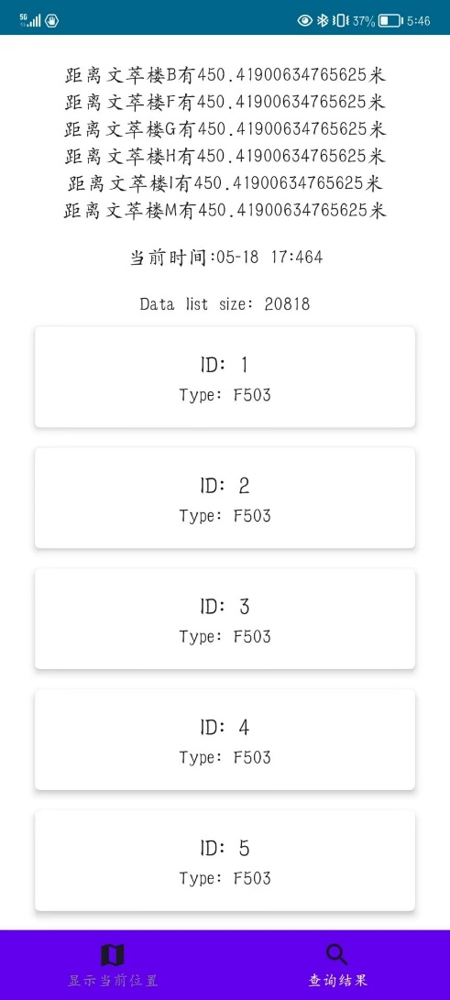 5G
37%
5:46
距离文萃楼B有450.41900634765625米
距离文萃楼F有450.41900634765625米
距离文萃楼G有450.41900634765625米
距离文萃楼H有450.41900634765625米
距离文萃楼I有450.41900634765625米
距离文萃楼M有450.41900634765625米
当前时间:05-18 17:464
Data list size: 20818
ID: 1
Type: F503
ID: 2
Type: F503
ID: 3
Type: F503
ID: 4
Type: F503
ID: 5
Type: F503
显示当前位置
查询结果